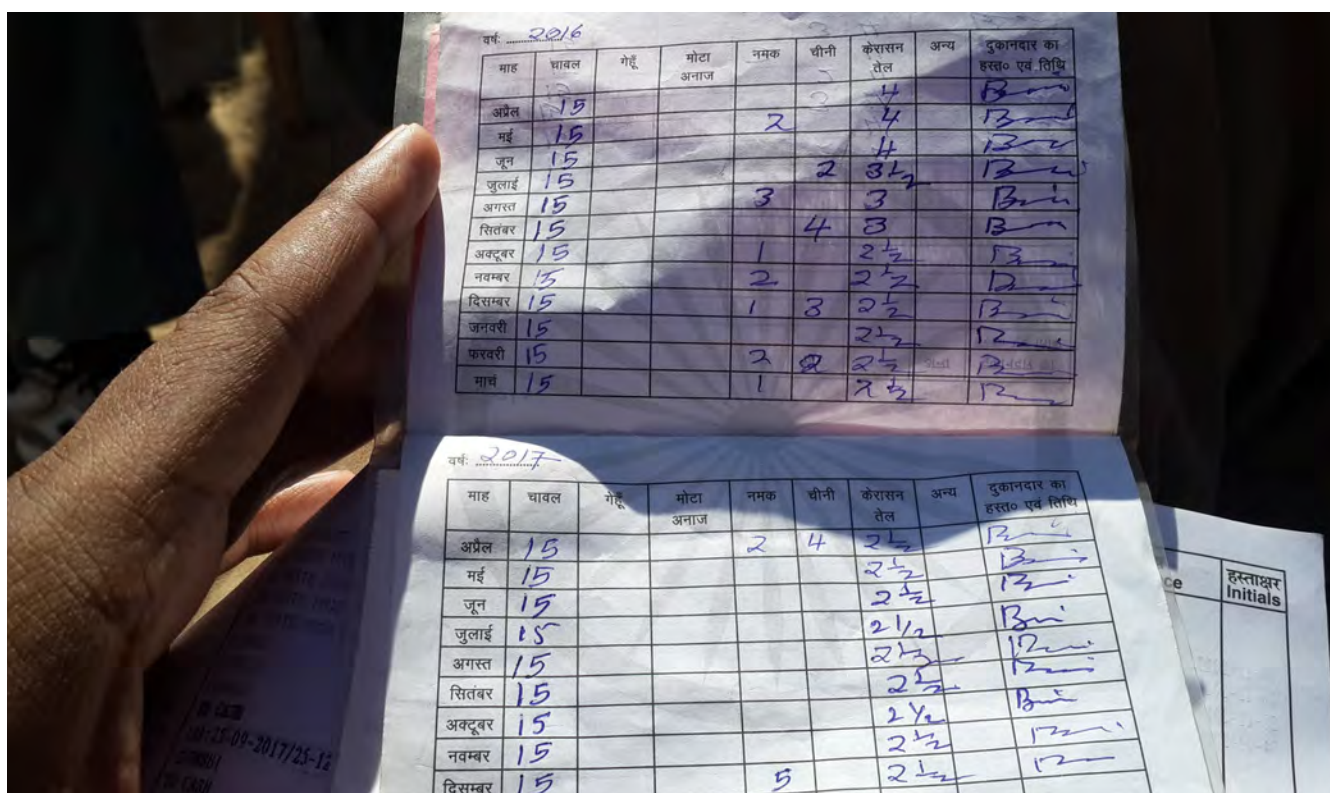 वर्ष: 2016
माह चावल गेहूँ मोटा अनाज नमक चीनी केरासन तेल अन्य दुकानदार का हस्त० एवं तिथि
अप्रैल 15 4
मई 15 2 4
जून 15 4
जुलाई 15 2 3½
अगस्त 15 3 3
सितंबर 15 4 3
अक्टूबर 15 1 2½
नवम्बर 15 2 2½
दिसम्बर 15 1 3 2½
जनवरी 15 2½
फरवरी 15 2 2 2½
मार्च 15 1 2½
वर्ष: 2017
माह चावल गेहूँ मोटा अनाज नमक चीनी केरासन तेल अन्य दुकानदार का हस्त० एवं तिथि
अप्रैल 15 2 4 2½
मई 15 2½
जून 15 2½
जुलाई 15 2½
अगस्त 15 2½
सितंबर 15 2½
अक्टूबर 15 2½
नवम्बर 15 2½
दिसम्बर 15 5 2½
हस्ताक्षर
Initials